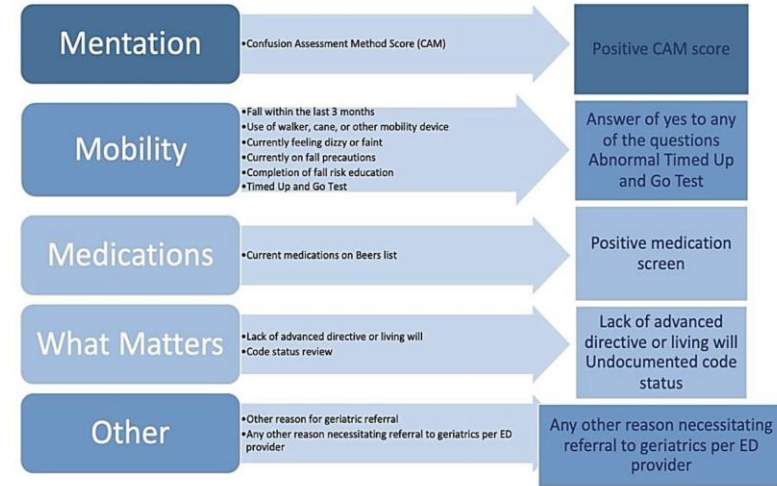 Mentation
•Confusion Assessment Method Score (CAM)
Positive CAM score
Mobility
•Fall within the last 3 months
•Use of walker, cane, or other mobility device
•Currently feeling dizzy or faint
•Currently on fall precautions
•Completion of fall risk education
•Timed Up and Go Test
Answer of yes to any
of the questions
Abnormal Timed Up
and Go Test
Medications
•Current medications on Beers list
Positive medication
screen
What Matters
•Lack of advanced directive or living will
•Code status review
Lack of advanced
directive or living will
Undocumented code
status
Other
•Other reason for geriatric referral
•Any other reason necessitating referral to geriatrics per ED
provider
Any other reason necessitating
referral to geriatrics per ED
provider